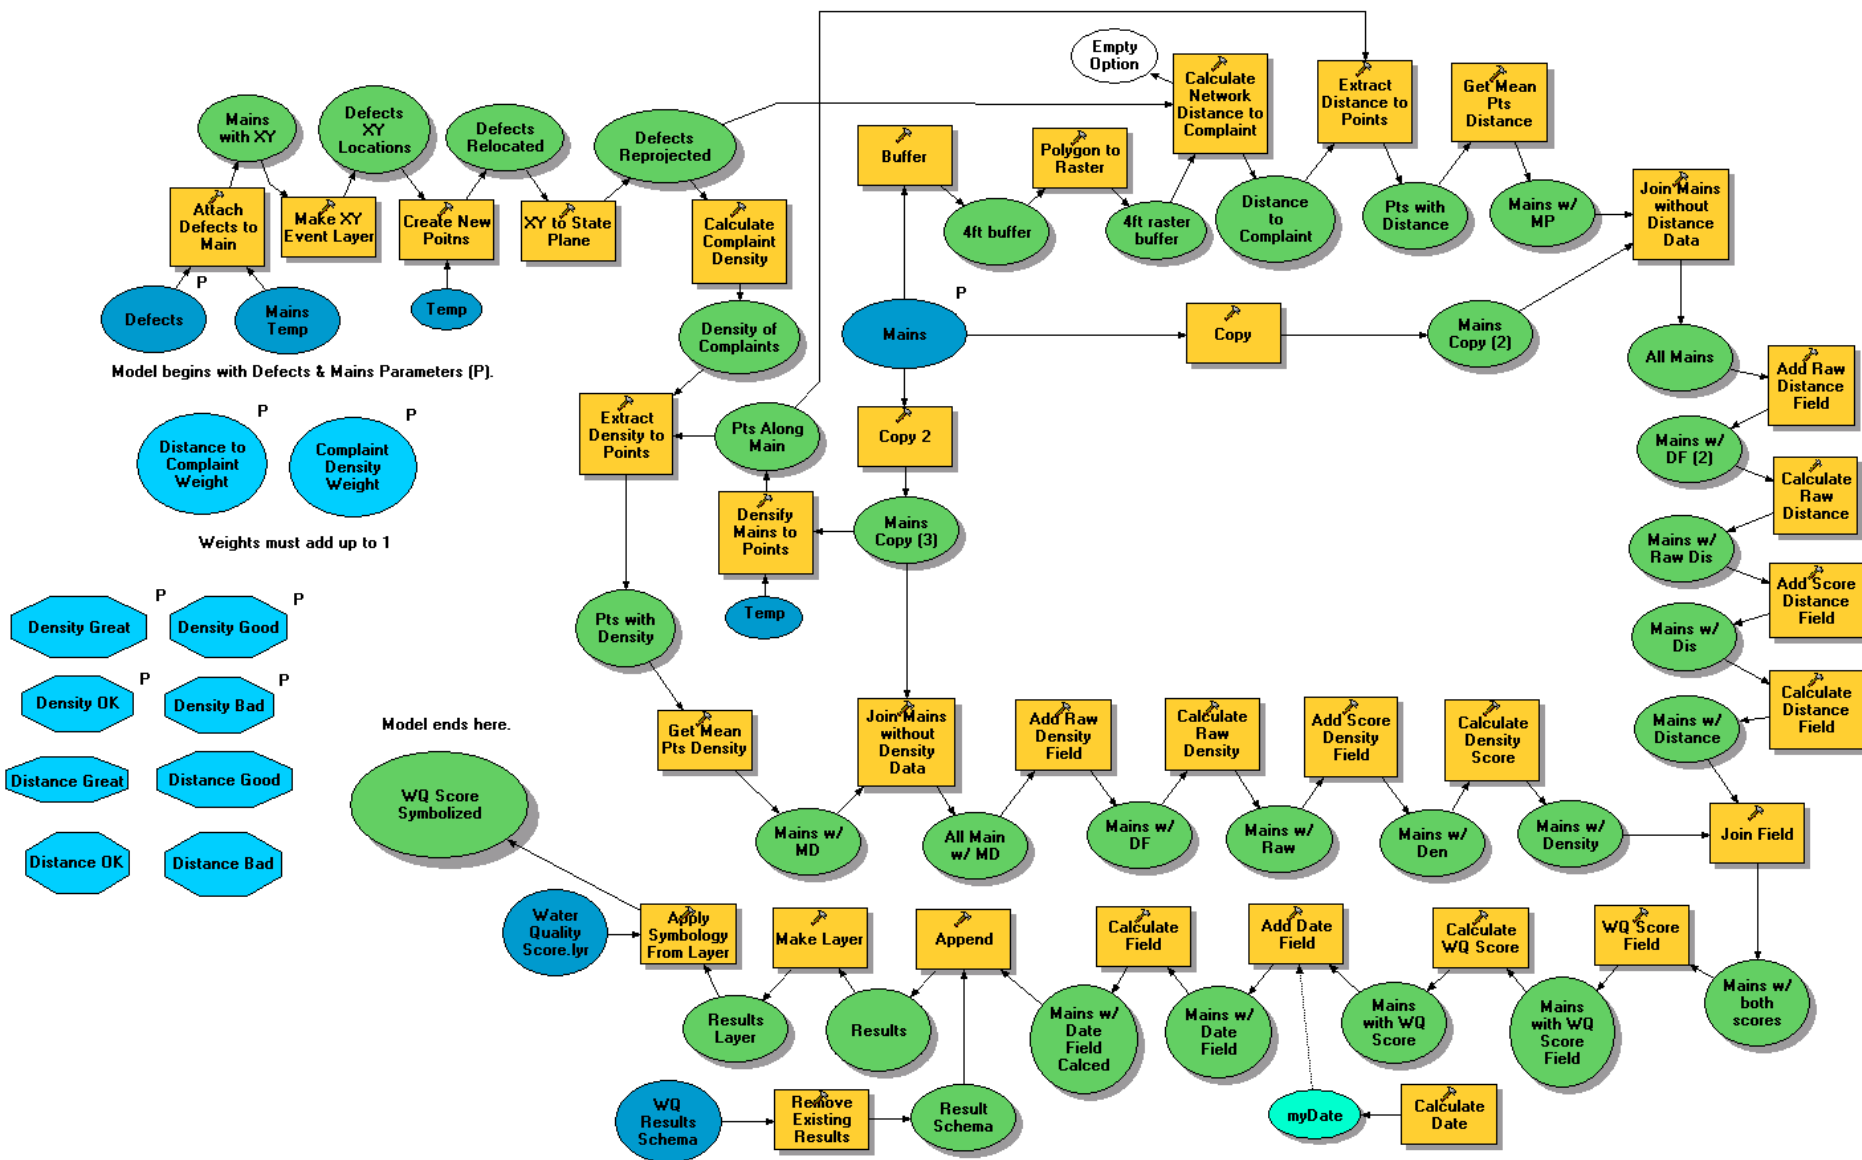 Empty
Option
Calculate
Network
Distance to
Complaint
Extract
Distance to
Points
Get Mean
Pts
Distance
Mains
with XY
Defects
XY
Locations
Defects
Relocated
Defects
Reprojected
Buffer
Polygon to
Raster
Attach
Defects to
Main
Make XY
Event Layer
Create New
Poitns
XY to State
Plane
Calculate
Complaint
Density
4ft buffer
4ft raster
buffer
Distance
to
Complaint
Pts with
Distance
Mains w/
MP
Join Mains
without
Distance
Data
P
Defects
Mains
Temp
Temp
Density of
Complaints
P
Mains
Copy
Mains
Copy (2)
All Mains
Add Raw
Distance
Field
Model begins with Defects & Mains Parameters (P).
P
Distance to
Complaint
Weight
P
Complaint
Density
Weight
Weights must add up to 1
Extract
Density to
Points
Pts Along
Main
Copy 2
Mains w/
DF (2)
Calculate
Raw
Distance
Densify
Mains to
Points
Mains
Copy (3)
Mains w/
Raw Dis
Add Score
Distance
Field
Temp
Pts with
Density
Mains w/
Dis
Calculate
Distance
Field
Mains w/
Distance
P
Density Great
P
Density Good
P
Density OK
P
Density Bad
Distance Great
Distance Good
Distance OK
Distance Bad
Model ends here.
WQ Score
Symbolized
Get Mean
Pts Density
Join Mains
without
Density
Data
Add Raw
Density
Field
Calculate
Raw
Density
Add Score
Density
Field
Calculate
Density
Score
Mains w/
MD
All Main
w/ MD
Mains w/
DF
Mains w/
Raw
Mains w/
Den
Mains w/
Density
Join Field
Water
Quality
Score.lyr
Apply
Symbology
From Layer
Make Layer
Append
Calculate
Field
Add Date
Field
Calculate
WQ Score
WQ Score
Field
Results
Layer
Results
Mains w/
Date
Field
Calced
Mains w/
Date
Field
Mains
with WQ
Score
Mains
with WQ
Score
Field
Mains w/
both
scores
WQ
Results
Schema
Remove
Existing
Results
Result
Schema
myDate
Calculate
Date